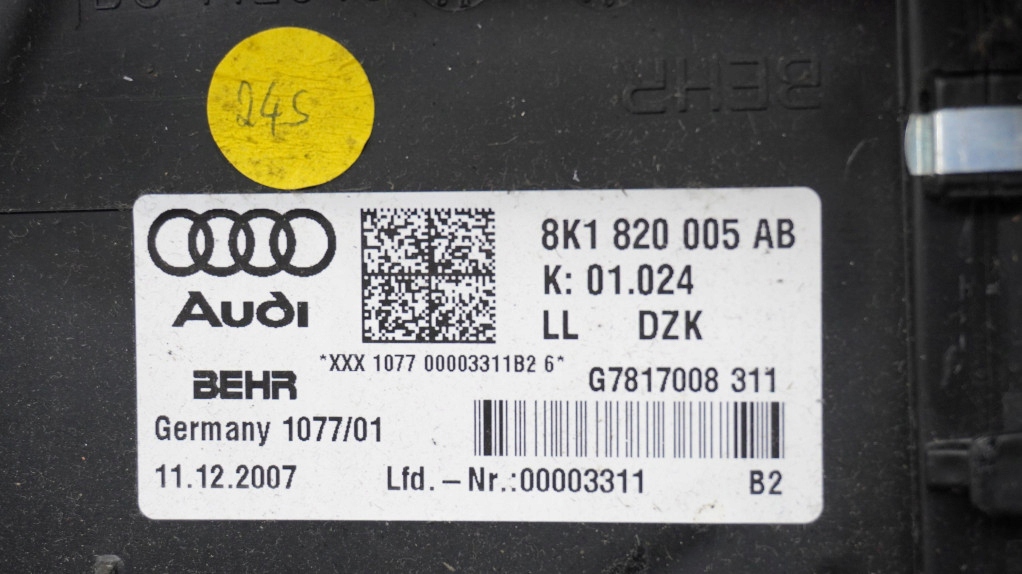 24S
BEHR
Audi
8K1 820 005 AB
K: 01.024
LL DZK
*XXX 1077 00003311B2 6*
BEHR
G7817008 311
Germany 1077/01
11.12.2007 Lfd. - Nr.:00003311 B2